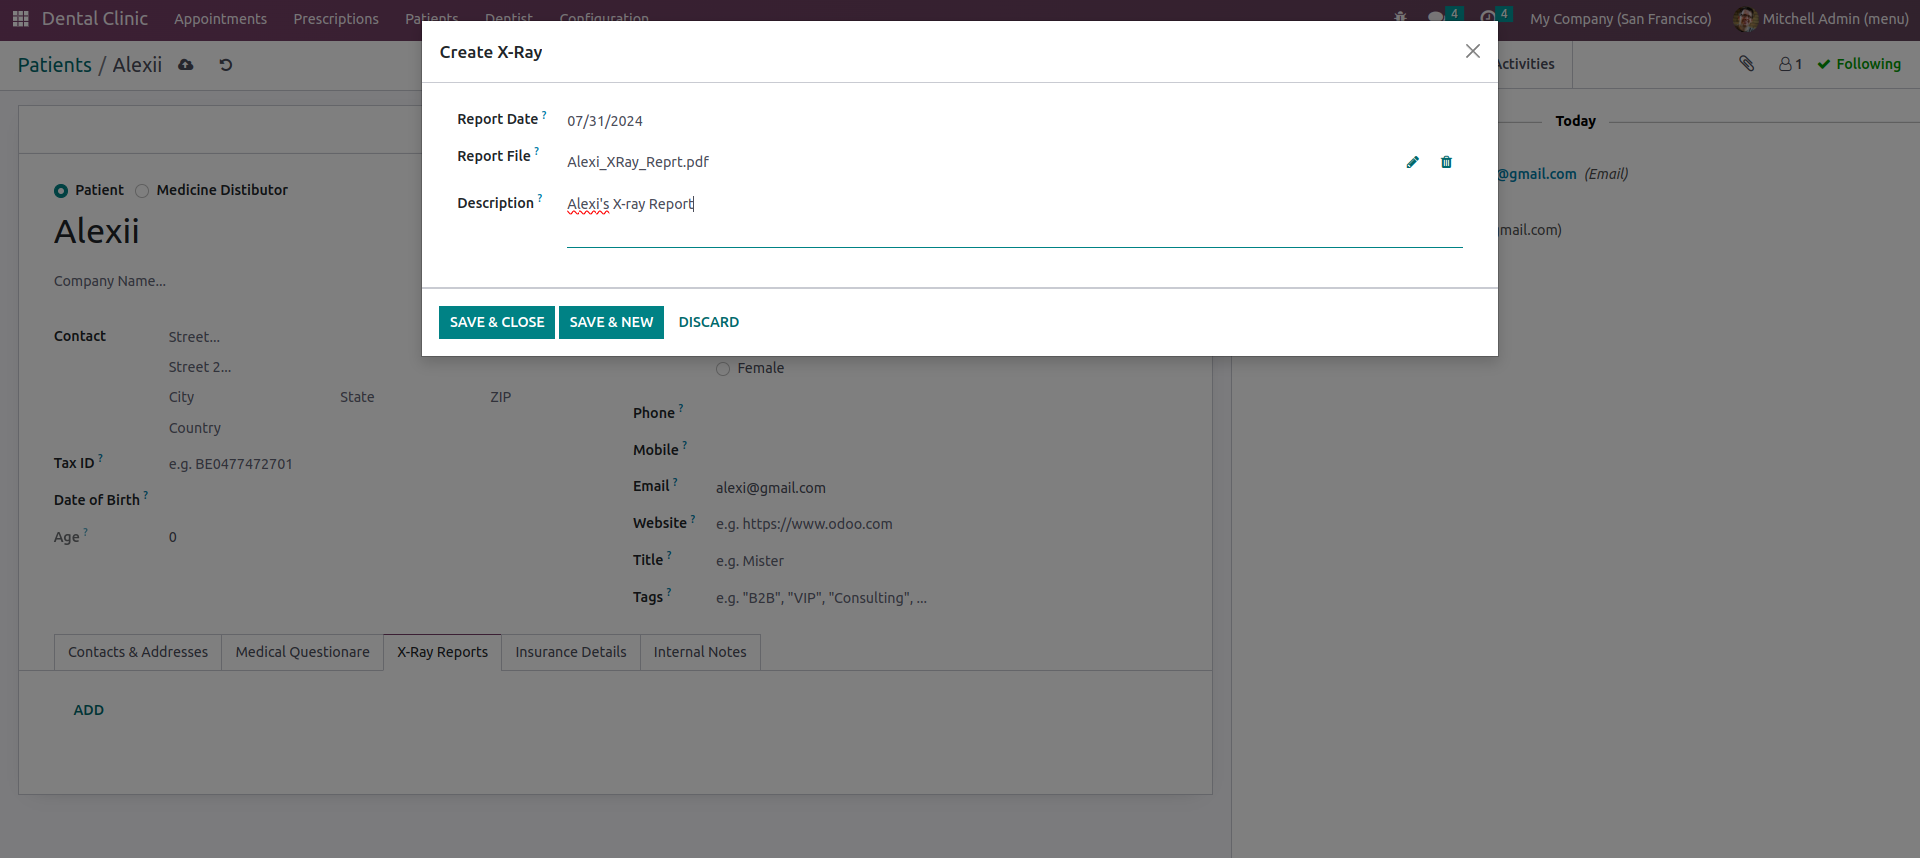 Dental Clinic Appointments Prescriptions Patients Dentist Configuration 4 4 My Company (San Francisco) Mitchell Admin (menu)
Create X-Ray
Patients / Alexii
Activities 1 Following
Report Date ? 07/31/2024
Today
Report File ? Alexi_XRay_Reprt.pdf
@gmail.com (Email)
Patient Medicine Distibutor
Description ? Alexi's X-ray Report
Alexii
mail.com)
Company Name...
SAVE & CLOSE SAVE & NEW DISCARD
Contact Street...
Street 2...
Female
City State ZIP
Country
Phone ?
Mobile ?
Tax ID ? e.g. BE0477472701
Email ? alexi@gmail.com
Date of Birth ?
Website ? e.g. https://www.odoo.com
Age ? 0
Title ? e.g. Mister
Tags ? e.g. "B2B", "VIP", "Consulting", ...
Contacts & Addresses Medical Questionare X-Ray Reports Insurance Details Internal Notes
ADD